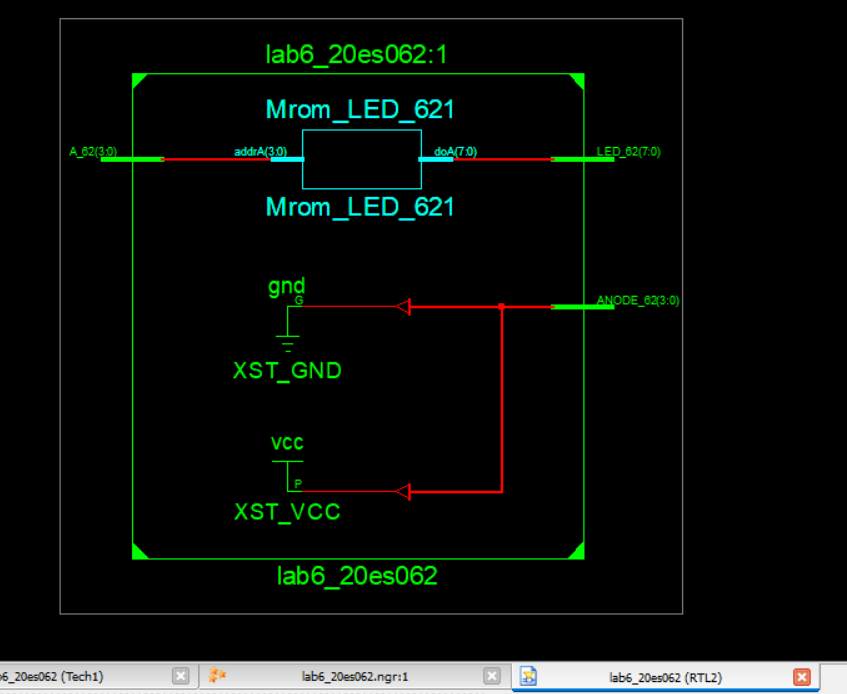 lab6_20es062:1
Mrom_LED_621
A_62(3:0)
addrA(3:0)
doA(7:0)
LED_62(7:0)
Mrom_LED_621
gnd
G
ANODE_62(3:0)
XST_GND
vcc
P
XST_VCC
lab6_20es062
b6_20es062 (Tech1)
lab6_20es062.ngr:1
lab6_20es062 (RTL2)